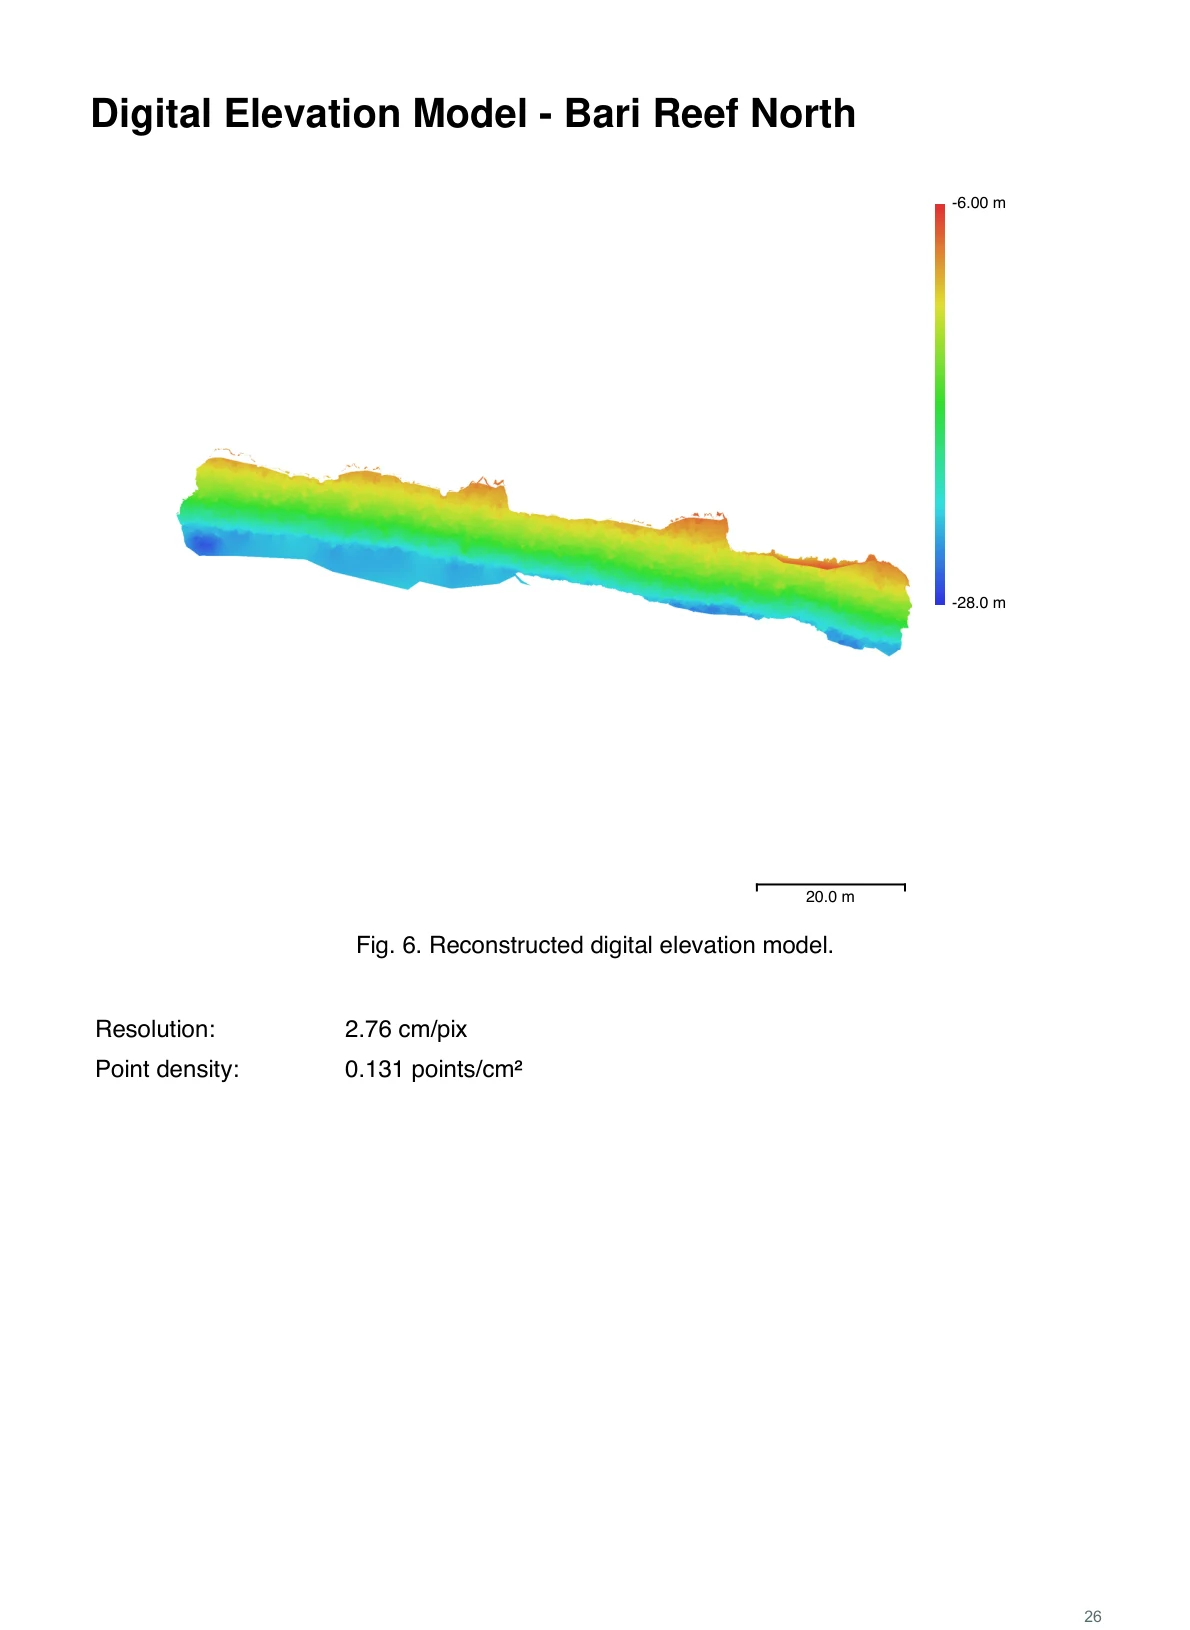 Digital Elevation Model - Bari Reef North
-6.00 m
-28.0 m
20.0 m
Fig. 6. Reconstructed digital elevation model.
Resolution: 2.76 cm/pix
Point density: 0.131 points/cm²
26